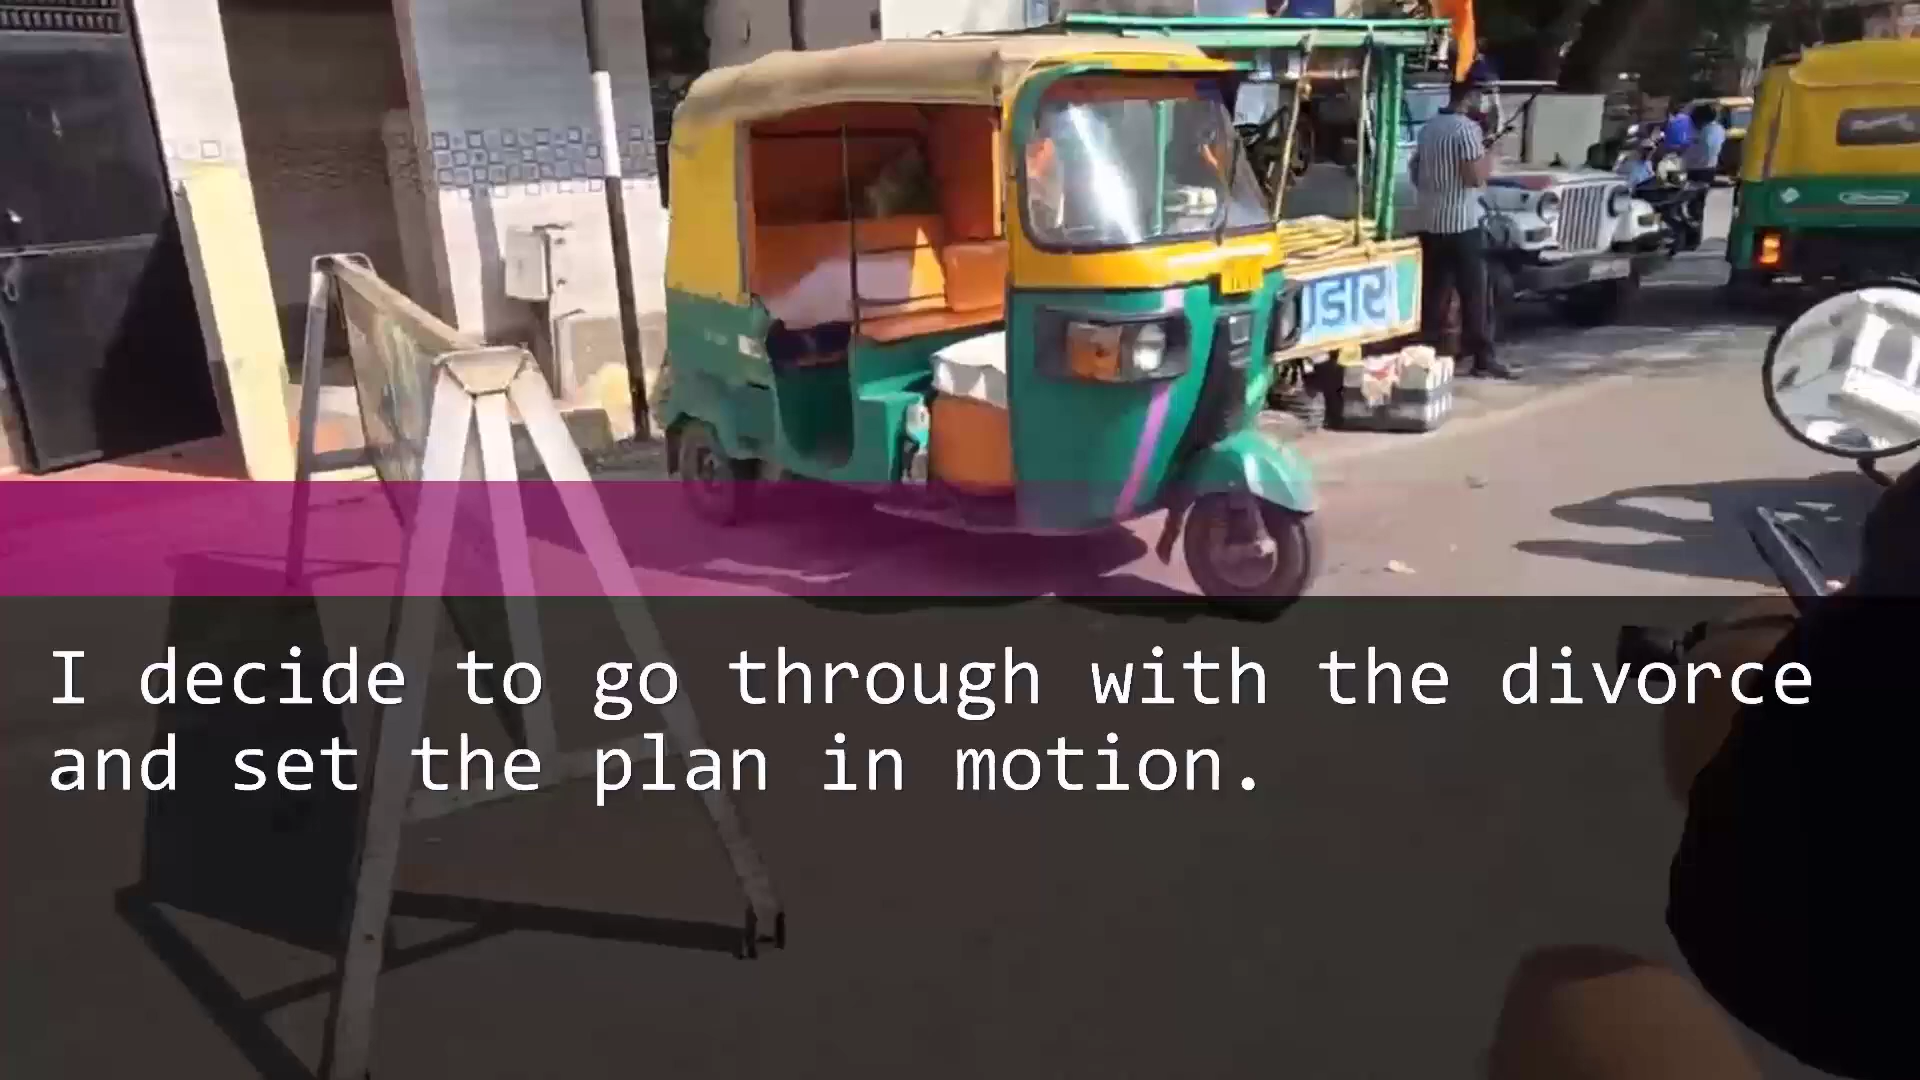 डार
I decide to go through with the divorce
and set the plan in motion.